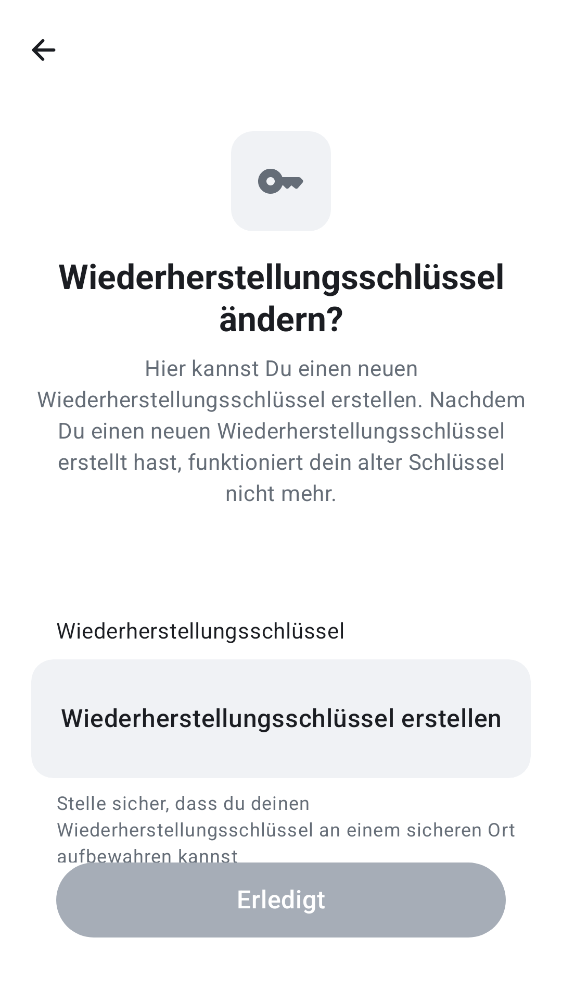 Wiederherstellungsschlüssel
ändern?
Hier kannst Du einen neuen
Wiederherstellungsschlüssel erstellen. Nachdem
Du einen neuen Wiederherstellungsschlüssel
erstellt hast, funktioniert dein alter Schlüssel
nicht mehr.
Wiederherstellungsschlüssel
Wiederherstellungsschlüssel erstellen
Stelle sicher, dass du deinen
Wiederherstellungsschlüssel an einem sicheren Ort
aufbewahren kannst
Erledigt